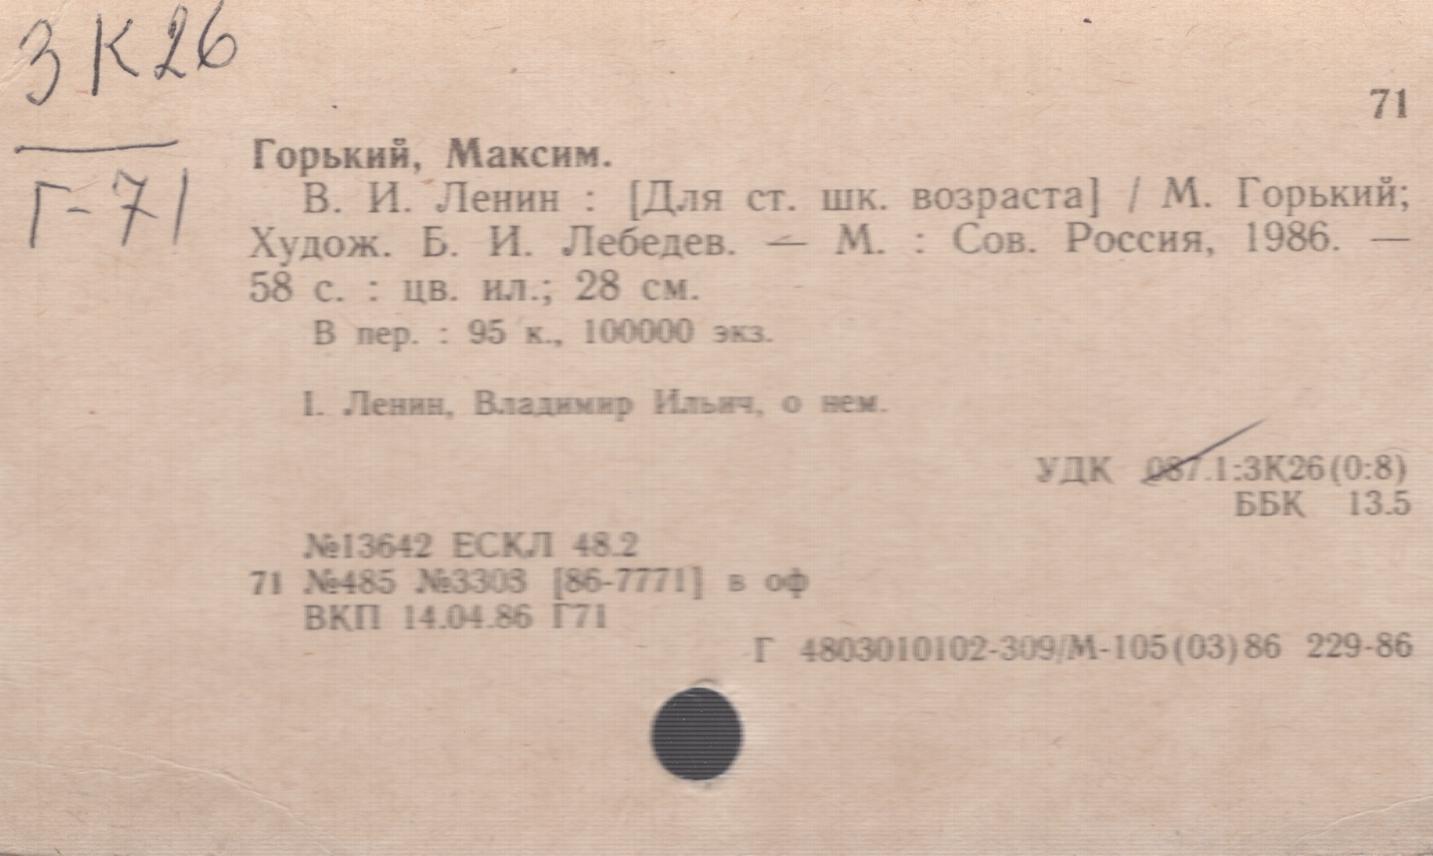 3К26
71
Г-71
Горький, Максим.
В. И. Ленин : [Для ст. шк. возраста] / М. Горький;
Худож. Б. И. Лебедев. — М. : Сов. Россия, 1986. —
58 с. : цв. ил.; 28 см.
В пер. : 95 к., 100000 экз.
I. Ленин, Владимир Ильич, о нем.
УДК 087.1:3К26(0:8)
ББК 13.5
№13642 ЕСКЛ 48.2
71 №485 №3303 [86-7771] в оф
ВКП 14.04.86 Г71
Г 4803010102-309/М-105(03)86 229-86